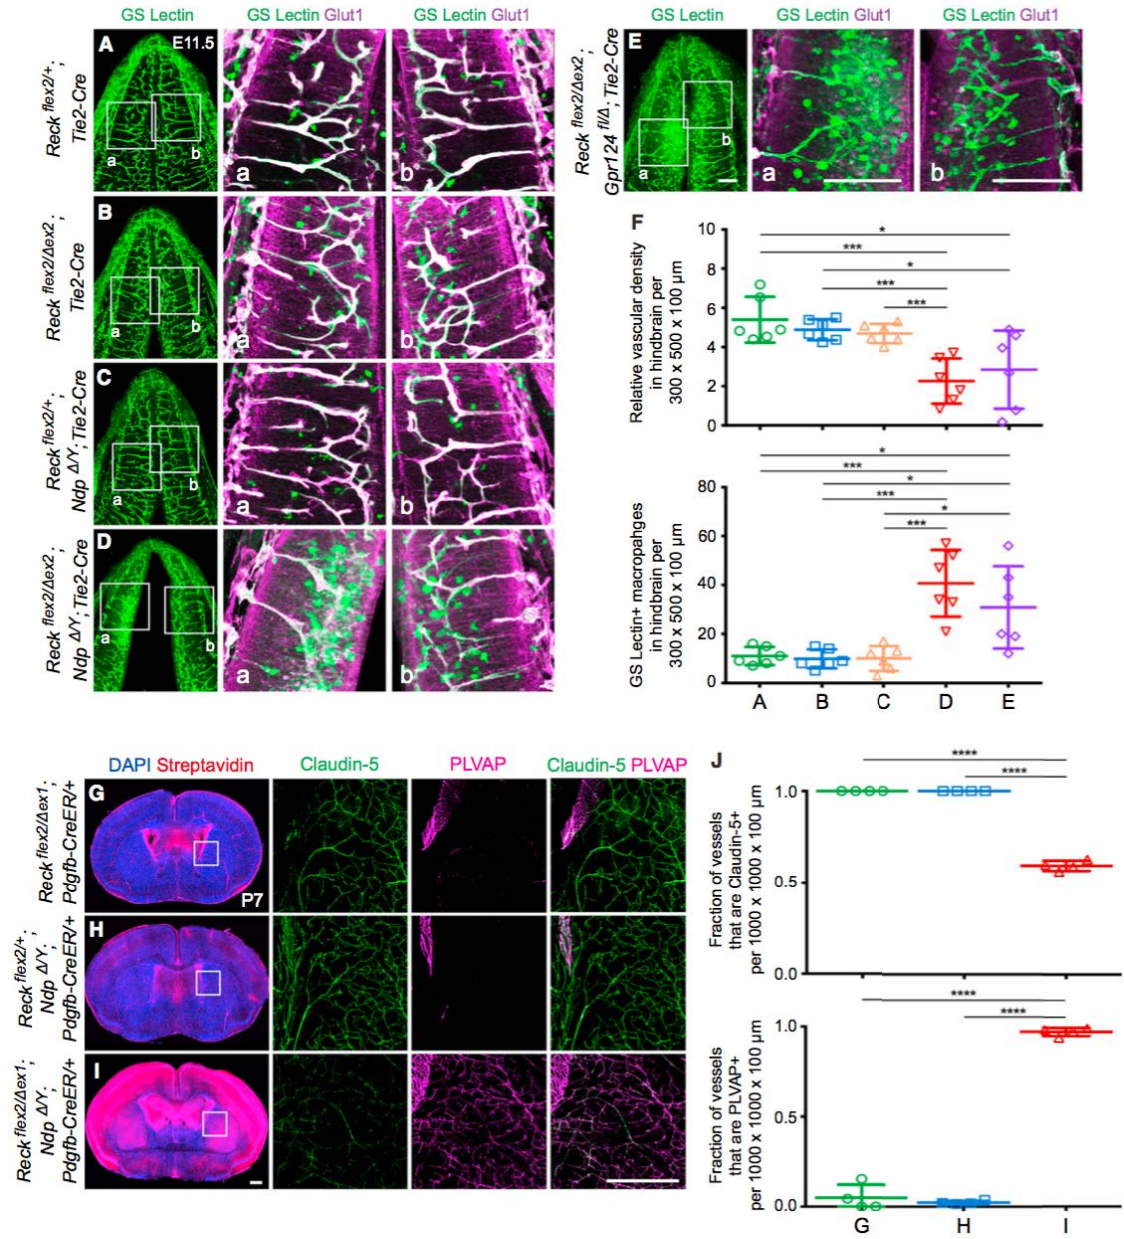 GS Lectin
GS Lectin Glut1
GS Lectin Glut1
Reck flex2/+;
Tie2-Cre
A
E11.5
a
b
a
b
Reck flex2/Δex2;
Tie2-Cre
B
a
b
a
b
Reck flex2/+;
Ndp Δ/Y; Tie2-Cre
C
a
b
a
b
Reck flex2/Δex2;
Ndp Δ/Y; Tie2-Cre
D
a
b
a
b
GS Lectin
GS Lectin Glut1
GS Lectin Glut1
Reck flex2/Δex2;
Gpr124 fl/Δ; Tie2-Cre
E
a
b
a
b
F
Relative vascular density
in hindbrain per
300 x 500 x 100 µm
10
8
6
4
2
0
*
***
*
***
***
GS Lectin+ macropahges
in hindbrain per
300 x 500 x 100 µm
80
60
40
20
0
*
***
*
***
*
***
A B C D E
DAPI Streptavidin
Claudin-5
PLVAP
Claudin-5 PLVAP
Reck flex2/Δex1;
Pdgfb-CreER/+
G
P7
Reck flex2/+;
Ndp Δ/Y;
Pdgfb-CreER/+
H
Reck flex2/Δex1;
Ndp Δ/Y;
Pdgfb-CreER/+
I
J
Fraction of vessels
that are Claudin-5+
per 1000 x 1000 x 100 µm
1.0
0.5
0.0
****
****
Fraction of vessels
that are PLVAP+
per 1000 x 1000 x 100 µm
1.0
0.5
0.0
****
****
G H I